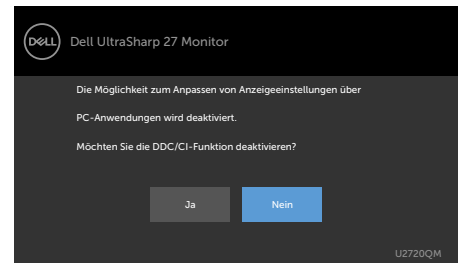 DELL
Dell UltraSharp 27 Monitor
Die Möglichkeit zum Anpassen von Anzeigeeinstellungen über
PC-Anwendungen wird deaktiviert.
Möchten Sie die DDC/CI-Funktion deaktivieren?
Ja
Nein
U2720QM